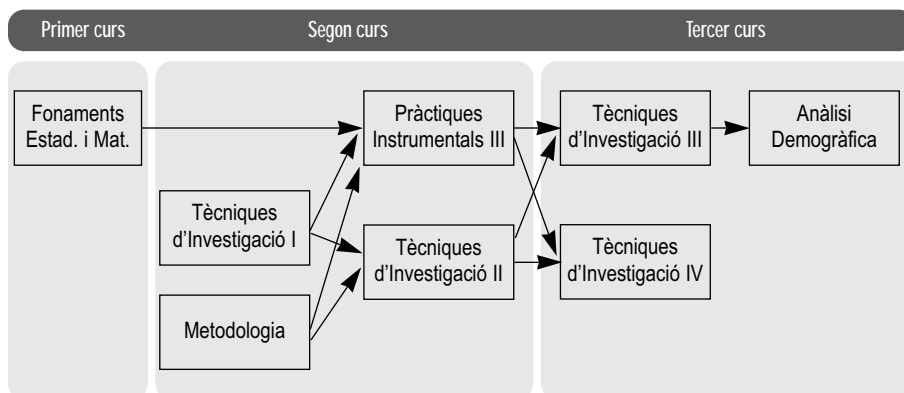 Primer curs
Segon curs
Tercer curs
Fonaments
Estad. i Mat.
Pràctiques
Instrumentals III
Tècniques
d'Investigació III
Anàlisi
Demogràfica
Tècniques
d'Investigació I
Tècniques
d'Investigació II
Tècniques
d'Investigació IV
Metodologia